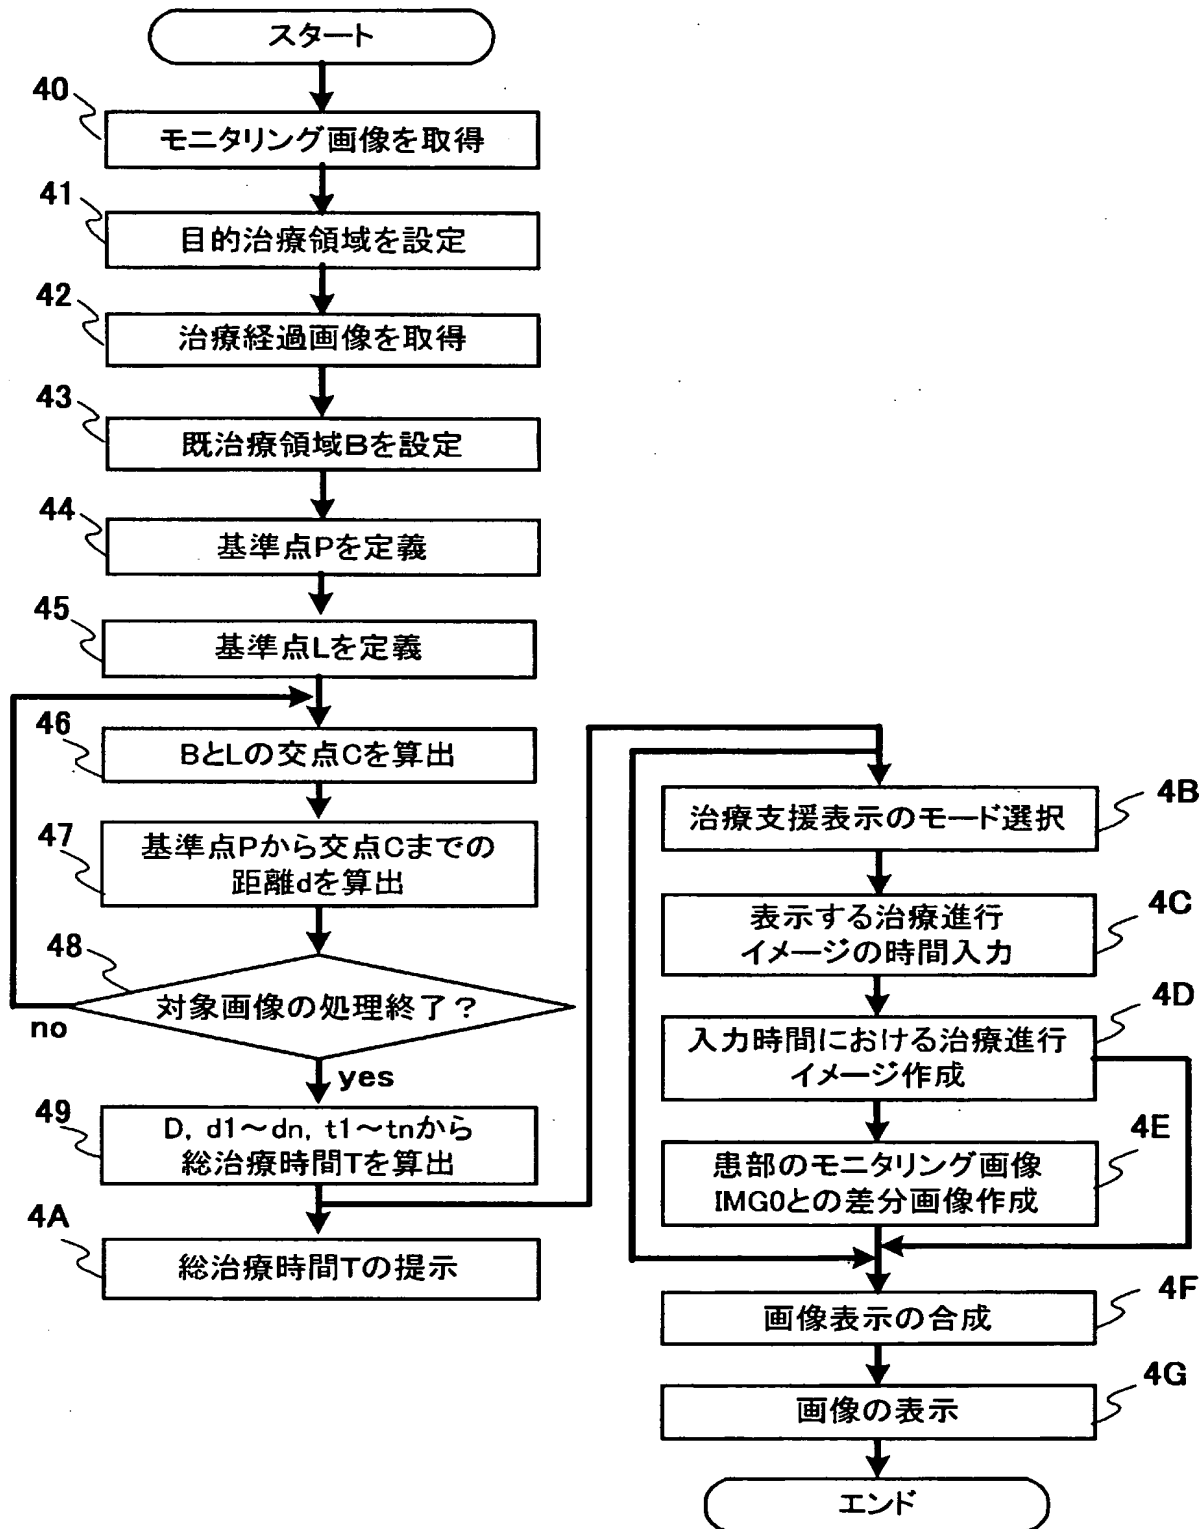 スタート
40
モニタリング画像を取得
41
目的治療領域を設定
42
治療経過画像を取得
43
既治療領域Bを設定
44
基準点Pを定義
45
基準点Lを定義
46
BとLの交点Cを算出
47
基準点Pから交点Cまでの
距離dを算出
48
対象画像の処理終了?
no
yes
49
D, d1~dn, t1~tnから
総治療時間Tを算出
4A
総治療時間Tの提示
4B
治療支援表示のモード選択
4C
表示する治療進行
イメージの時間入力
4D
入力時間における治療進行
イメージ作成
4E
患部のモニタリング画像
IMG0との差分画像作成
4F
画像表示の合成
4G
画像の表示
エンド